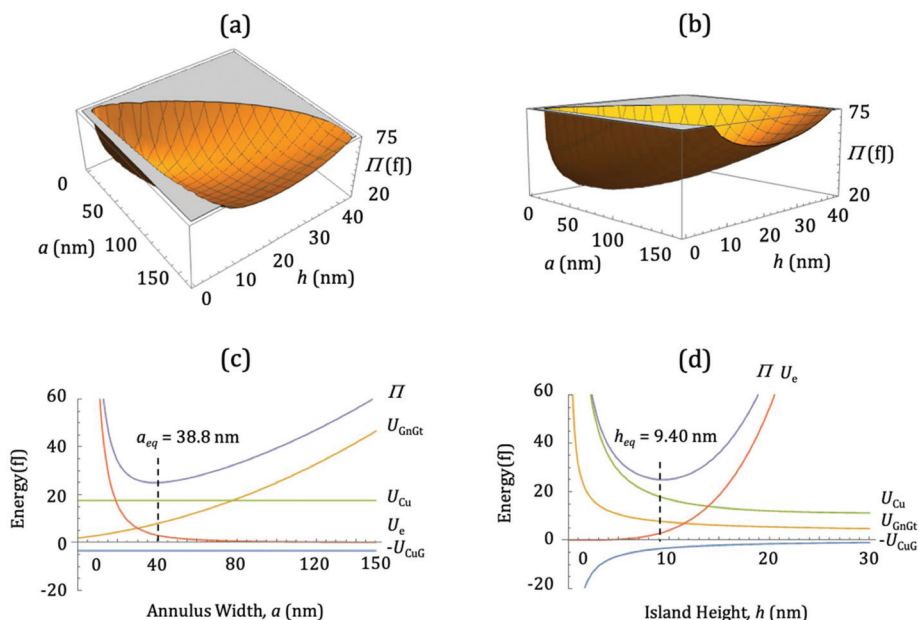 (a)
75
Π (fJ)
20
0
50
100
150
a (nm)
40
30
20
10
0
h (nm)
(b)
75
Π (fJ)
20
0
50
100
150
a (nm)
40
30
20
10
0
h (nm)
(c)
60
40
20
0
-20
Energy(fJ)
a_eq = 38.8 nm
Π
U_GnGt
U_Cu
U_e
-U_CuG
0 40 80 120 150
Annulus Width, a (nm)
(d)
Π U_e
60
40
20
0
-20
Energy(fJ)
h_eq = 9.40 nm
U_Cu
U_GnGt
-U_CuG
0 10 20 30
Island Height, h (nm)